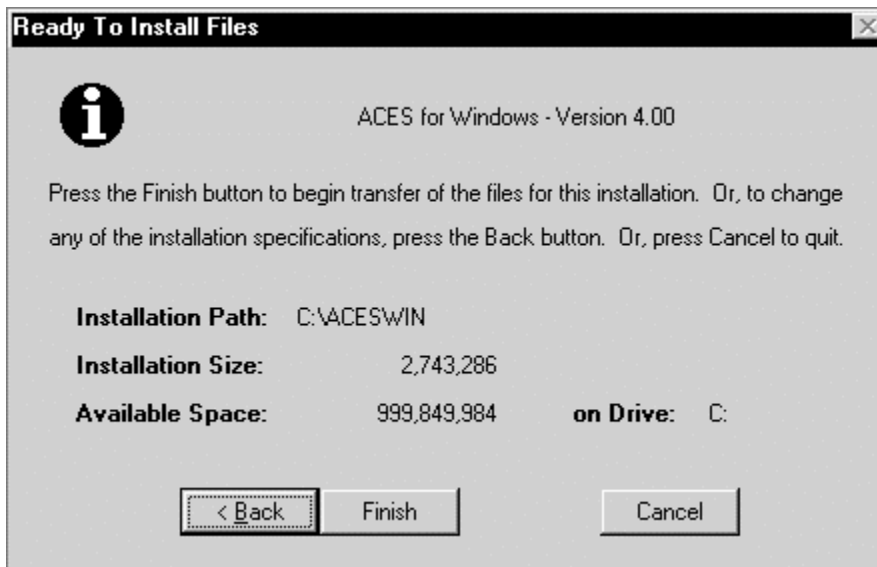 Ready To Install Files
ACES for Windows - Version 4.00
Press the Finish button to begin transfer of the files for this installation.  Or, to change
any of the installation specifications, press the Back button.  Or, press Cancel to quit.
Installation Path: C:\ACESWIN
Installation Size: 2,743,286
Available Space: 999,849,984 on Drive: C:
< Back Finish Cancel